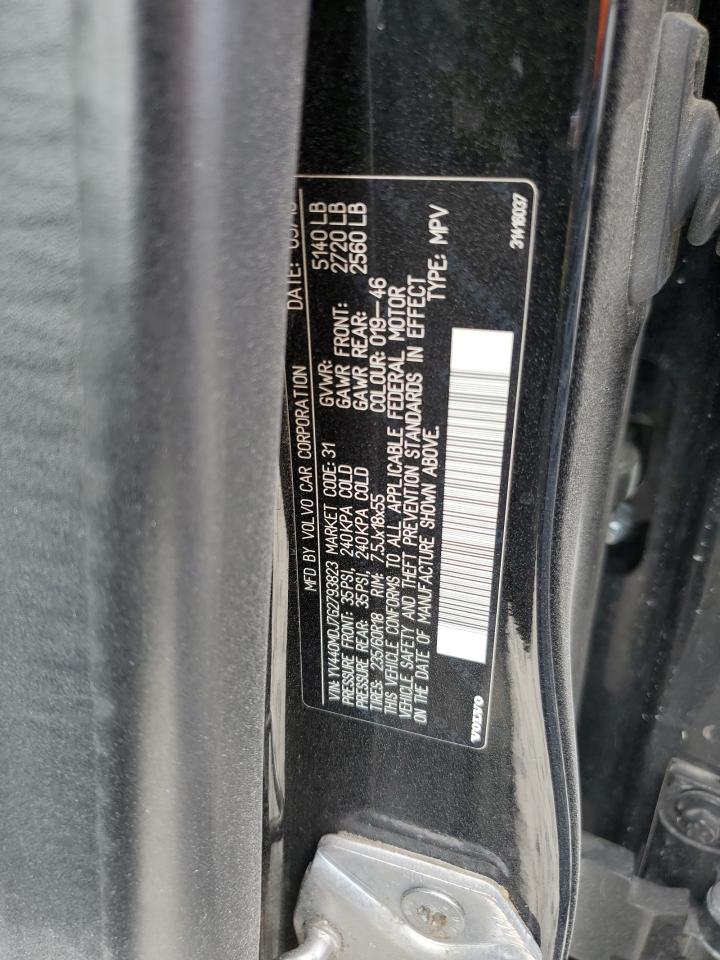 MFD BY VOLVO CAR CORPORATION DATE:
VIN: YV440MDJ7G2793823 MARKET CODE: 31 GVWR: 5140 LB
PRESSURE FRONT: 35PSI, 240KPA COLD GAWR FRONT: 2720 LB
PRESSURE REAR: 35PSI, 240KPA COLD GAWR REAR: 2560 LB
TIRES: 235/60R18 RIM: 7.5Jx18x55 COLOUR: 019-46
THIS VEHICLE CONFORMS TO ALL APPLICABLE FEDERAL MOTOR
VEHICLE SAFETY AND THEFT PREVENTION STANDARDS IN EFFECT
ON THE DATE OF MANUFACTURE SHOWN ABOVE. TYPE: MPV
VOLVO 31418037